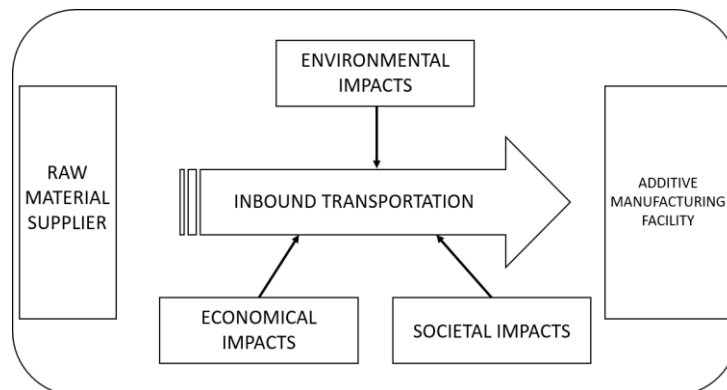 ENVIRONMENTAL
IMPACTS
RAW
MATERIAL
SUPPLIER
INBOUND TRANSPORTATION
ADDITIVE
MANUFACTURING
FACILITY
ECONOMICAL
IMPACTS
SOCIETAL IMPACTS